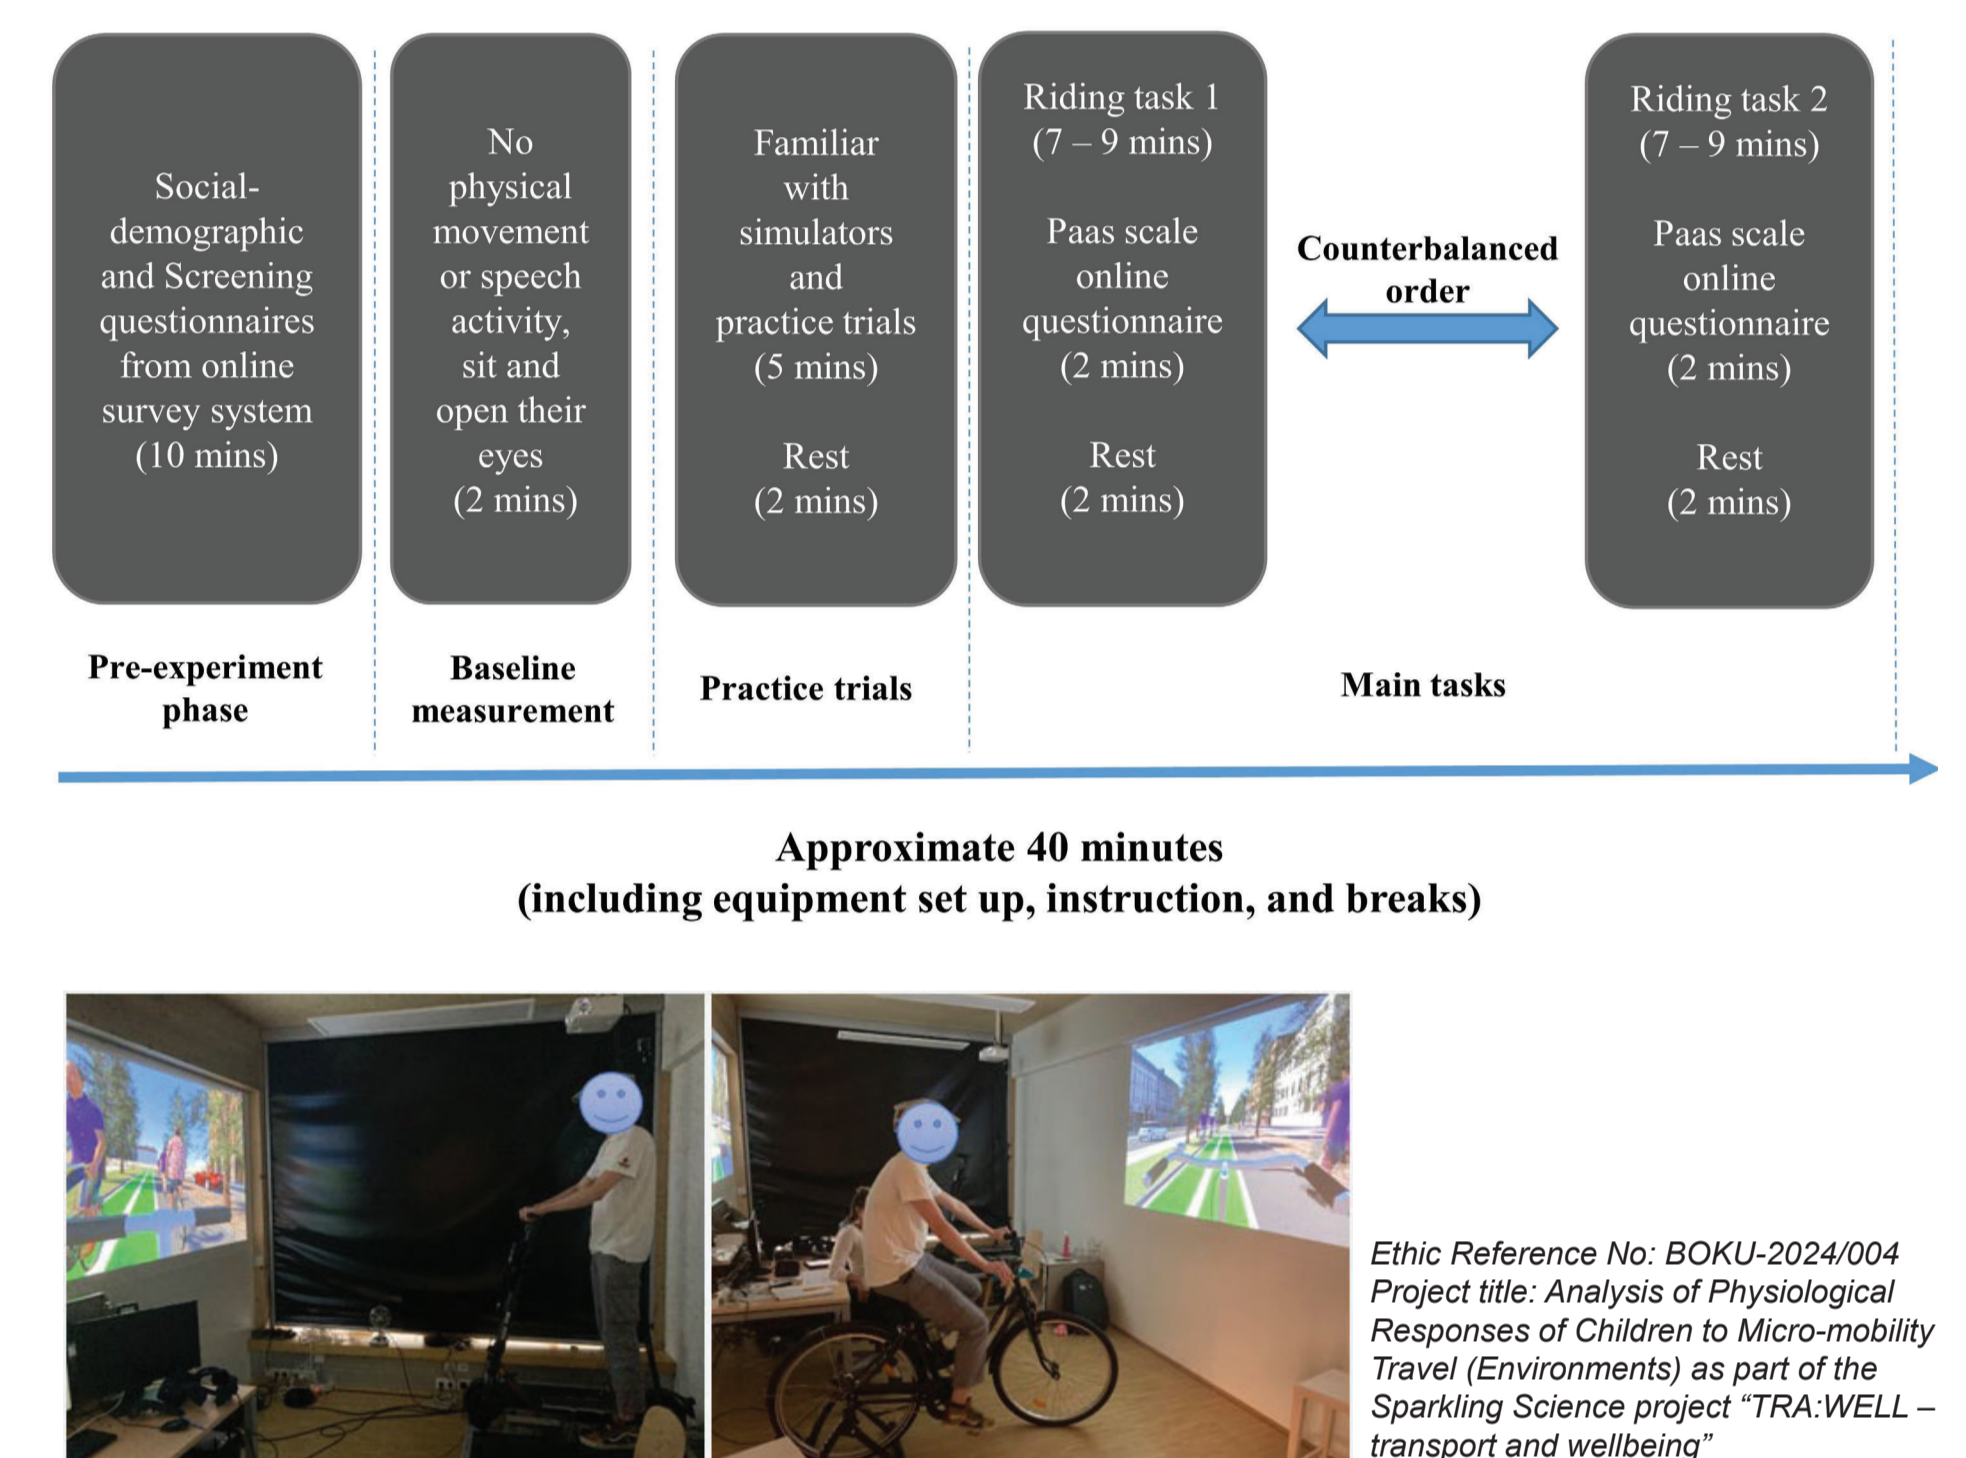 Social-
demographic
and Screening
questionnaires
from online
survey system
(10 mins)
No
physical
movement
or speech
activity,
sit and
open their
eyes
(2 mins)
Familiar
with
simulators
and
practice trials
(5 mins)
Rest
(2 mins)
Riding task 1
(7 – 9 mins)
Paas scale
online
questionnaire
(2 mins)
Rest
(2 mins)
Counterbalanced
order
Riding task 2
(7 – 9 mins)
Paas scale
online
questionnaire
(2 mins)
Rest
(2 mins)
Pre-experiment
phase
Baseline
measurement
Practice trials
Main tasks
Approximate 40 minutes
(including equipment set up, instruction, and breaks)
Ethic Reference No: BOKU-2024/004
Project title: Analysis of Physiological
Responses of Children to Micro-mobility
Travel (Environments) as part of the
Sparkling Science project “TRA:WELL –
transport and wellbeing”